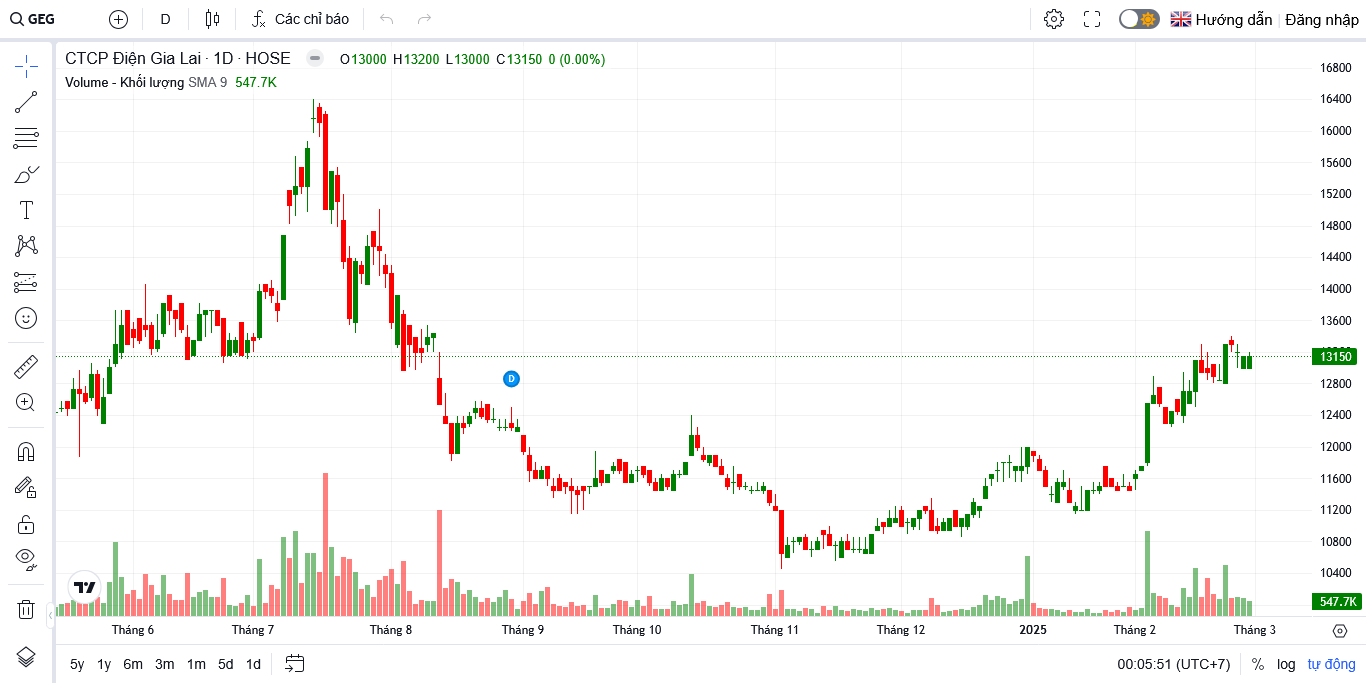 GEG D Các chỉ báo Hướng dẫn Đăng nhập
CTCP Điện Gia Lai · 1D · HOSE O13000 H13200 L13000 C13150 0 (0.00%)
Volume - Khối lượng SMA 9 547.7K
16800
16400
16000
15600
15200
14800
14400
14000
13600
13150
12800
12400
12000
11600
11200
10800
10400
547.7K
D
Tháng 6 Tháng 7 Tháng 8 Tháng 9 Tháng 10 Tháng 11 Tháng 12 2025 Tháng 2 Tháng 3
5y 1y 6m 3m 1m 5d 1d 00:05:51 (UTC+7) % log tự động